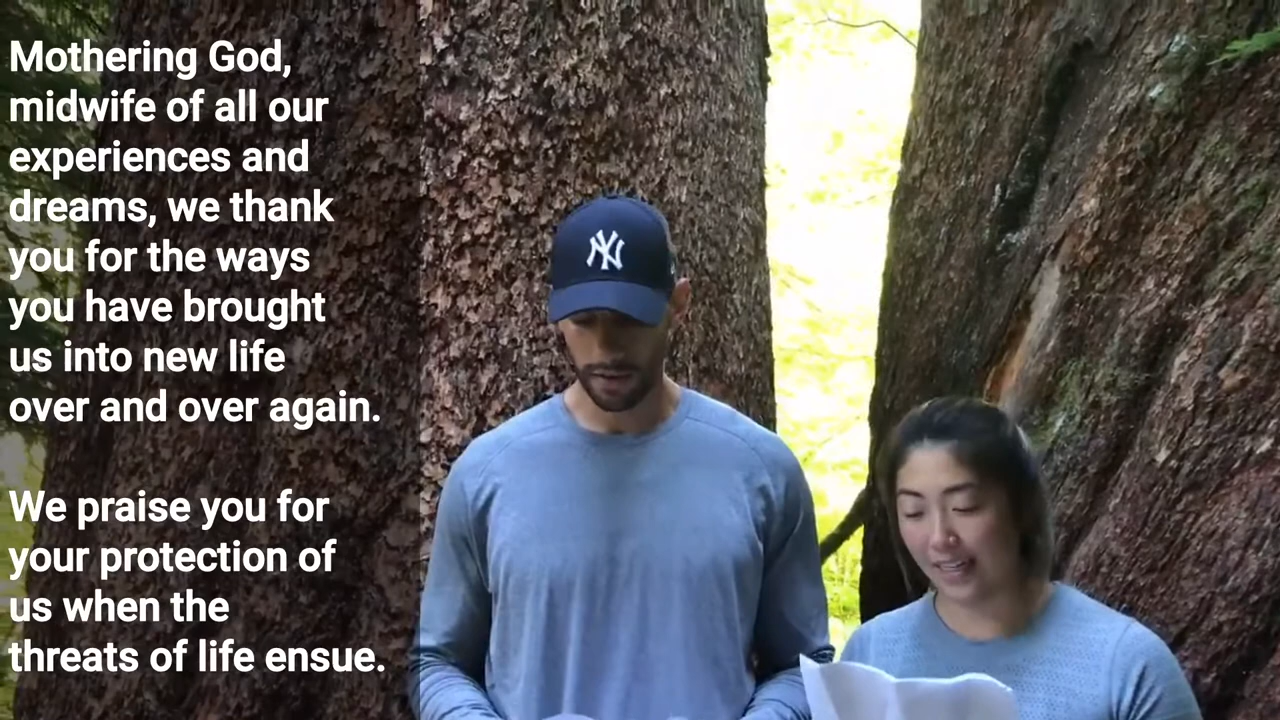 Mothering God,
midwife of all our
experiences and
dreams, we thank
you for the ways
you have brought
us into new life
over and over again.
We praise you for
your protection of
us when the
threats of life ensue.
NY